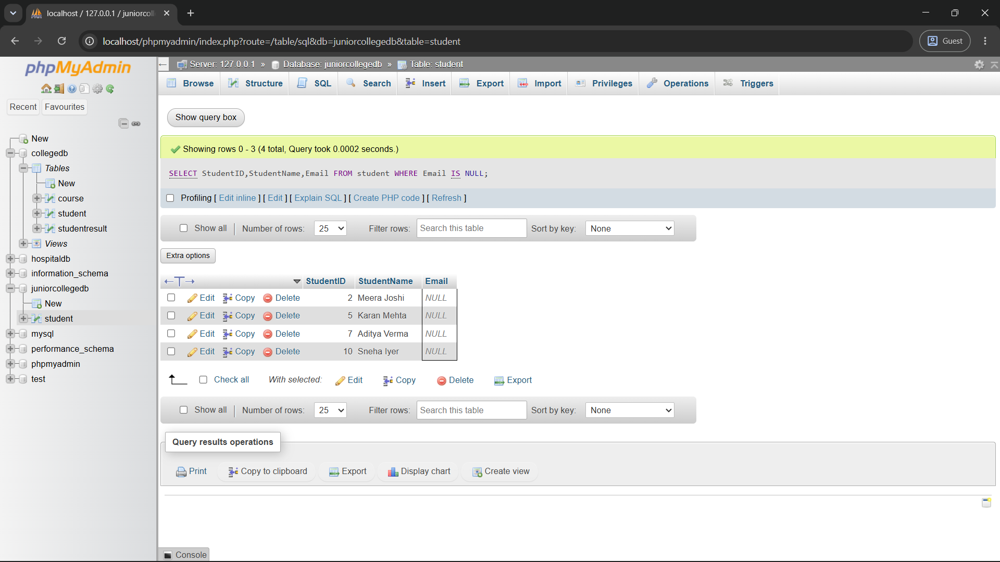 localhost / 127.0.0.1 / juniorcoll
localhost/phpmyadmin/index.php?route=/table/sql&db=juniorcollegedb&table=student
Guest
phpMyAdmin
Recent Favourites
New
collegedb
Tables
New
course
student
studentresult
Views
hospitaldb
information_schema
juniorcollegedb
New
student
mysql
performance_schema
phpmyadmin
test
Server: 127.0.0.1 » Database: juniorcollegedb » Table: student
Browse Structure SQL Search Insert Export Import Privileges Operations Triggers
Show query box
Showing rows 0 - 3 (4 total, Query took 0.0002 seconds.)
SELECT StudentID,StudentName,Email FROM student WHERE Email IS NULL;
Profiling [ Edit inline ] [ Edit ] [ Explain SQL ] [ Create PHP code ] [ Refresh ]
Show all Number of rows: 25 Filter rows: Search this table Sort by key: None
Extra options
StudentID StudentName Email
Edit Copy Delete 2 Meera Joshi NULL
Edit Copy Delete 5 Karan Mehta NULL
Edit Copy Delete 7 Aditya Verma NULL
Edit Copy Delete 10 Sneha Iyer NULL
Check all With selected: Edit Copy Delete Export
Show all Number of rows: 25 Filter rows: Search this table Sort by key: None
Query results operations
Print Copy to clipboard Export Display chart Create view
Console